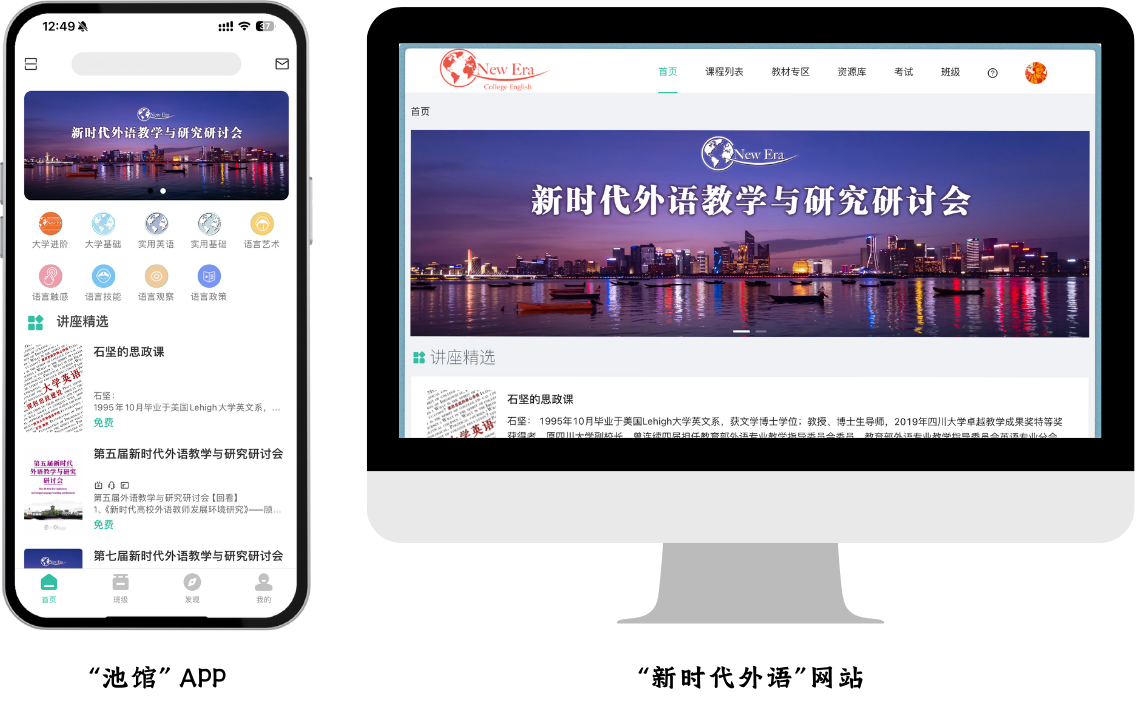 12:49
37
New Era
新时代外语教学与研究研讨会
大学进阶 大学基础 实用英语 实用基础 语言艺术
语言触感 语言技能 语言观察 语言政策
讲座精选
大学英语
课程思政建议
石坚的思政课
石坚：
1995年10月毕业于美国Lehigh大学英文系，...
免费
第五届新时代
外语教学与研究
研讨会
第五届新时代外语教学与研究研讨会
第五届外语教学与研究研讨会【回看】
1、《新时代高校外语教师发展环境研究》——顾...
免费
第七届新时代外语教学与研究研讨会
首页 班级 发现 我的
“池馆” APP
New Era
College English
首页 课程列表 教材专区 资源库 考试 班级
首页
New Era
新时代外语教学与研究研讨会
讲座精选
大学英语
石坚的思政课
石坚： 1995年10月毕业于美国Lehigh大学英文系，获文学博士学位；教授、博士生导师，2019年四川大学卓越教学成果奖特等奖
获得者。原四川大学副校长，曾连续四届担任教育部外语专业教学指导委员会委员、教育部外语专业教学指导委员会英语专业分会
“新时代外语”网站